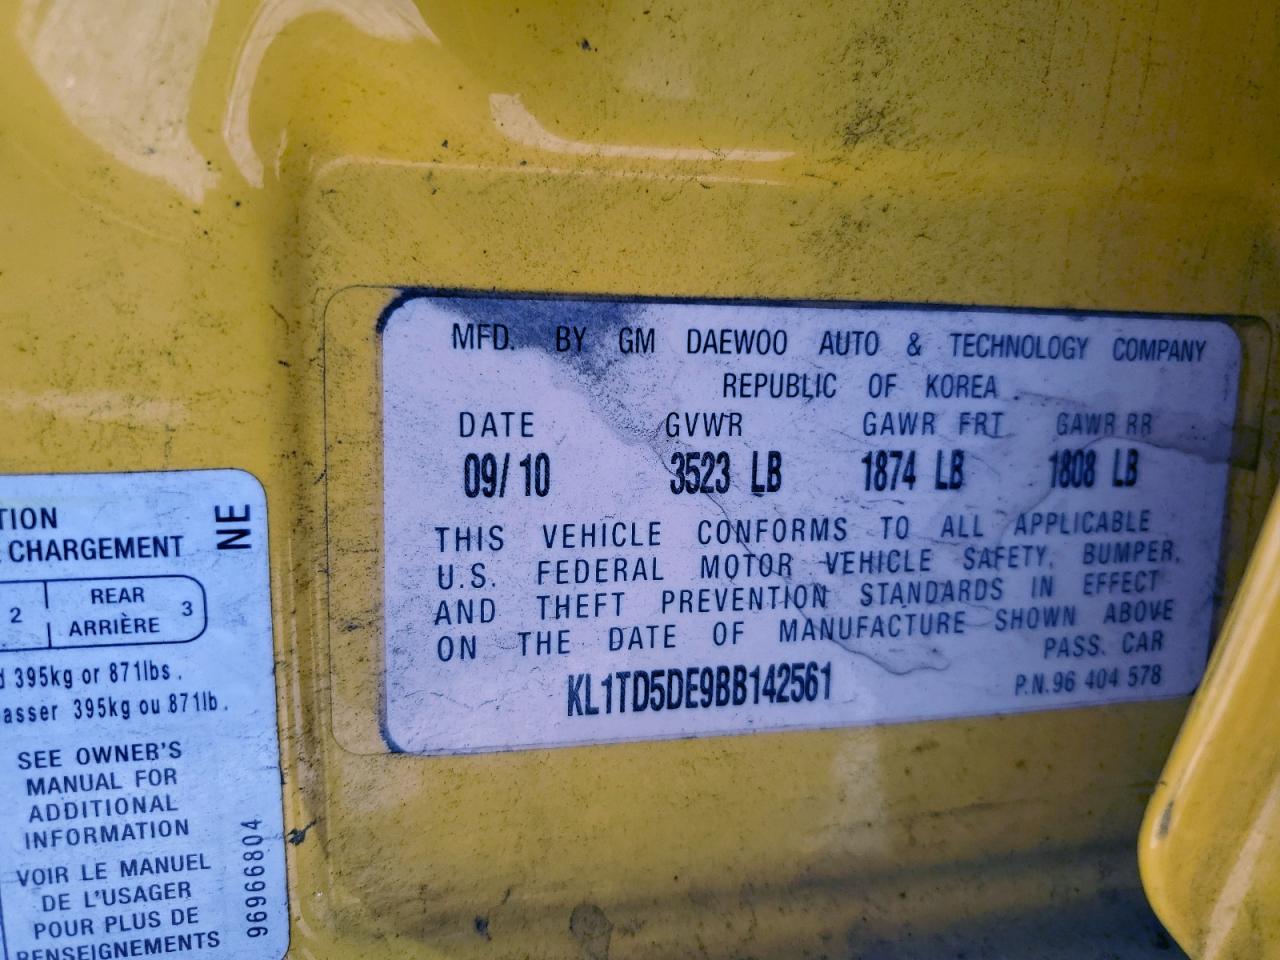 MFD. BY GM DAEWOO AUTO & TECHNOLOGY COMPANY
REPUBLIC OF KOREA
DATE GVWR GAWR FRT GAWR RR
09/10 3523 LB 1874 LB 1808 LB
THIS VEHICLE CONFORMS TO ALL APPLICABLE
U.S. FEDERAL MOTOR VEHICLE SAFETY, BUMPER,
AND THEFT PREVENTION STANDARDS IN EFFECT
ON THE DATE OF MANUFACTURE SHOWN ABOVE
PASS. CAR
KL1TD5DE9BB142561
P.N.96 404 578
TION
CHARGEMENT
NE
2 REAR 3
ARRIÈRE
395kg or 871lbs.
asser 395kg ou 871lb.
SEE OWNER'S
MANUAL FOR
ADDITIONAL
INFORMATION
VOIR LE MANUEL
DE L'USAGER
POUR PLUS DE
RENSEIGNEMENTS
96966804